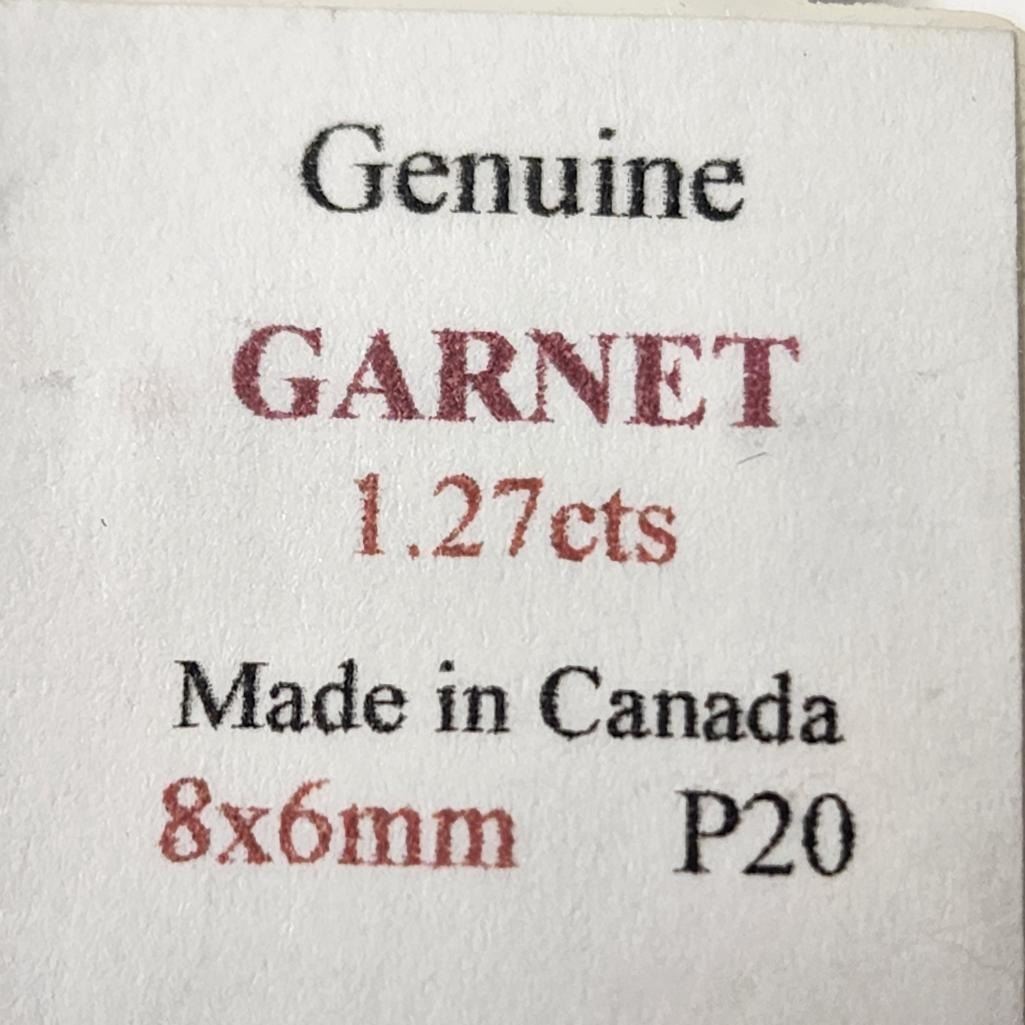 Genuine
GARNET
1.27cts
Made in Canada
8x6mm P20